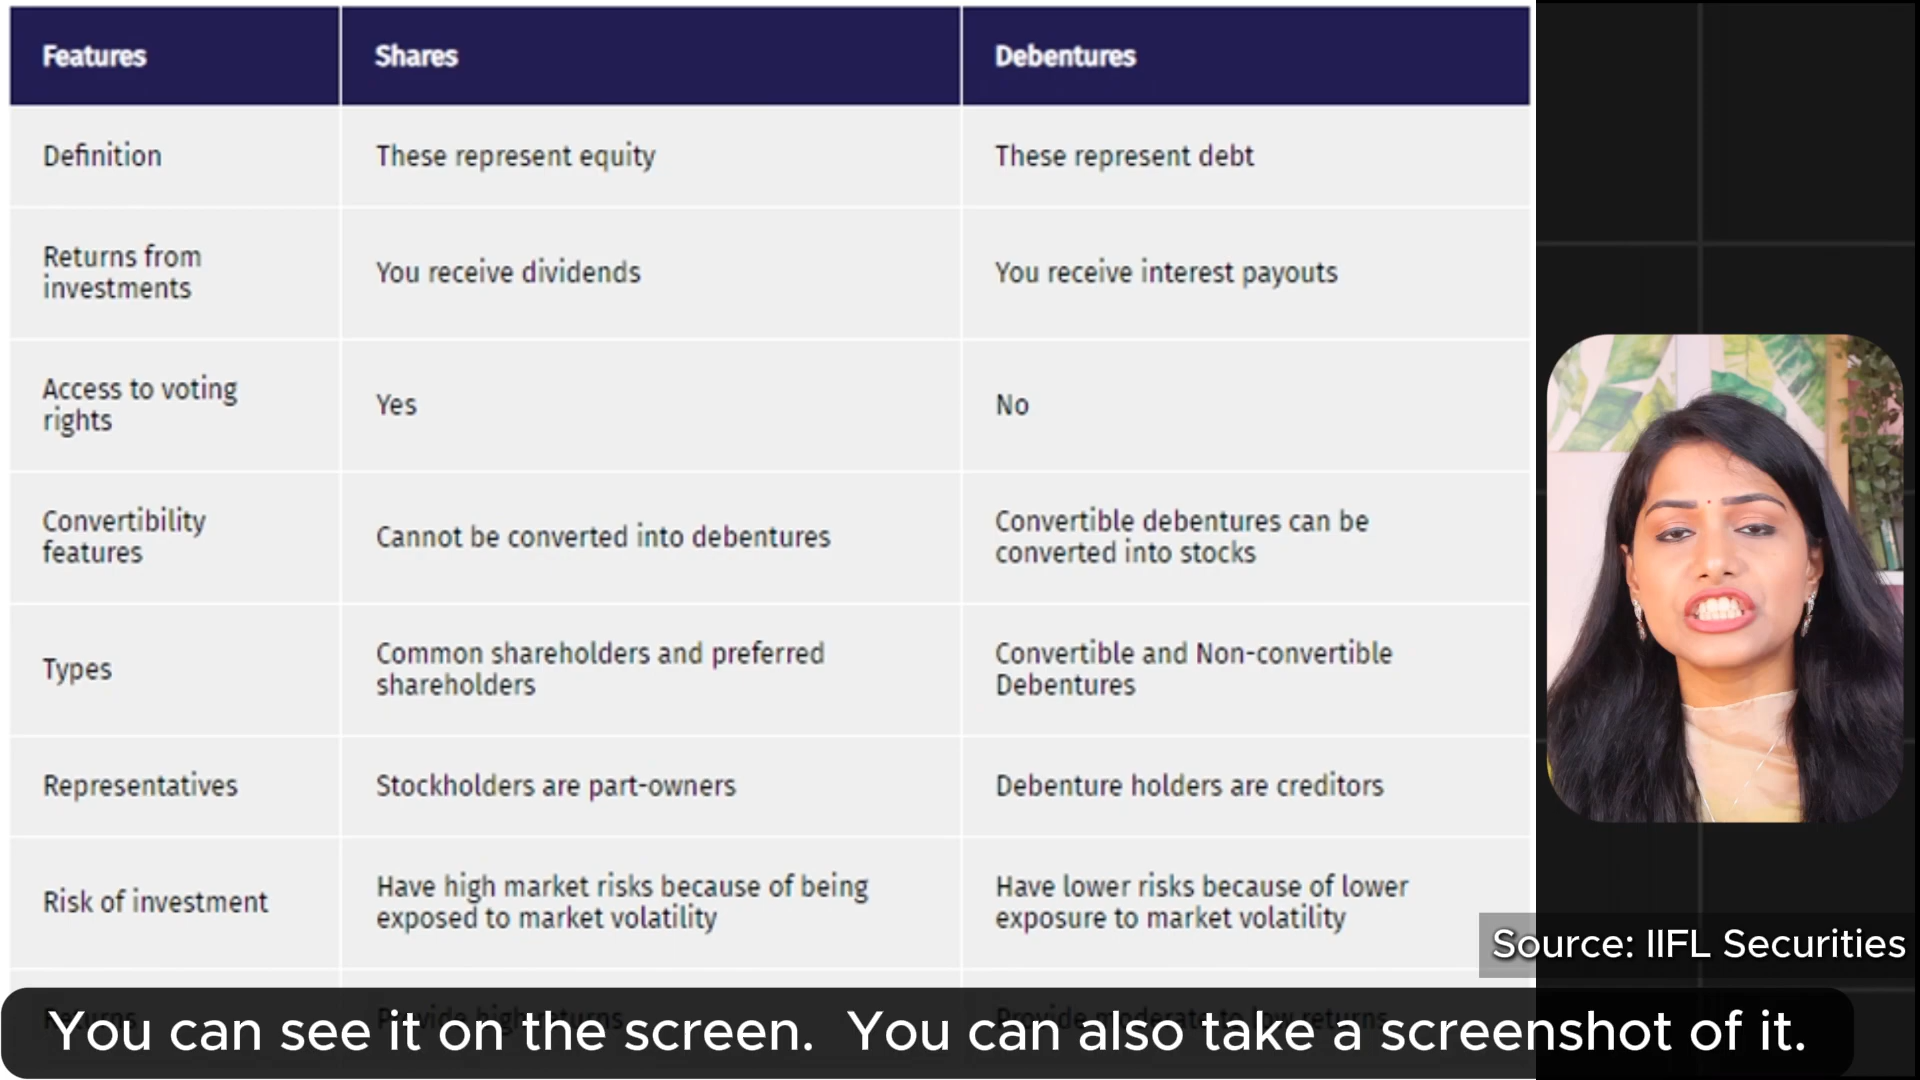 Features Shares Debentures
Definition These represent equity These represent debt
Returns from
investments
You receive dividends
You receive interest payouts
Access to voting
rights
Yes
No
Convertibility
features
Cannot be converted into debentures
Convertible debentures can be
converted into stocks
Types
Common shareholders and preferred
shareholders
Convertible and Non-convertible
Debentures
Representatives Stockholders are part-owners Debenture holders are creditors
Risk of investment
Have high market risks because of being
exposed to market volatility
Have lower risks because of lower
exposure to market volatility
Source: IIFL Securities
You can see it on the screen. You can also take a screenshot of it.